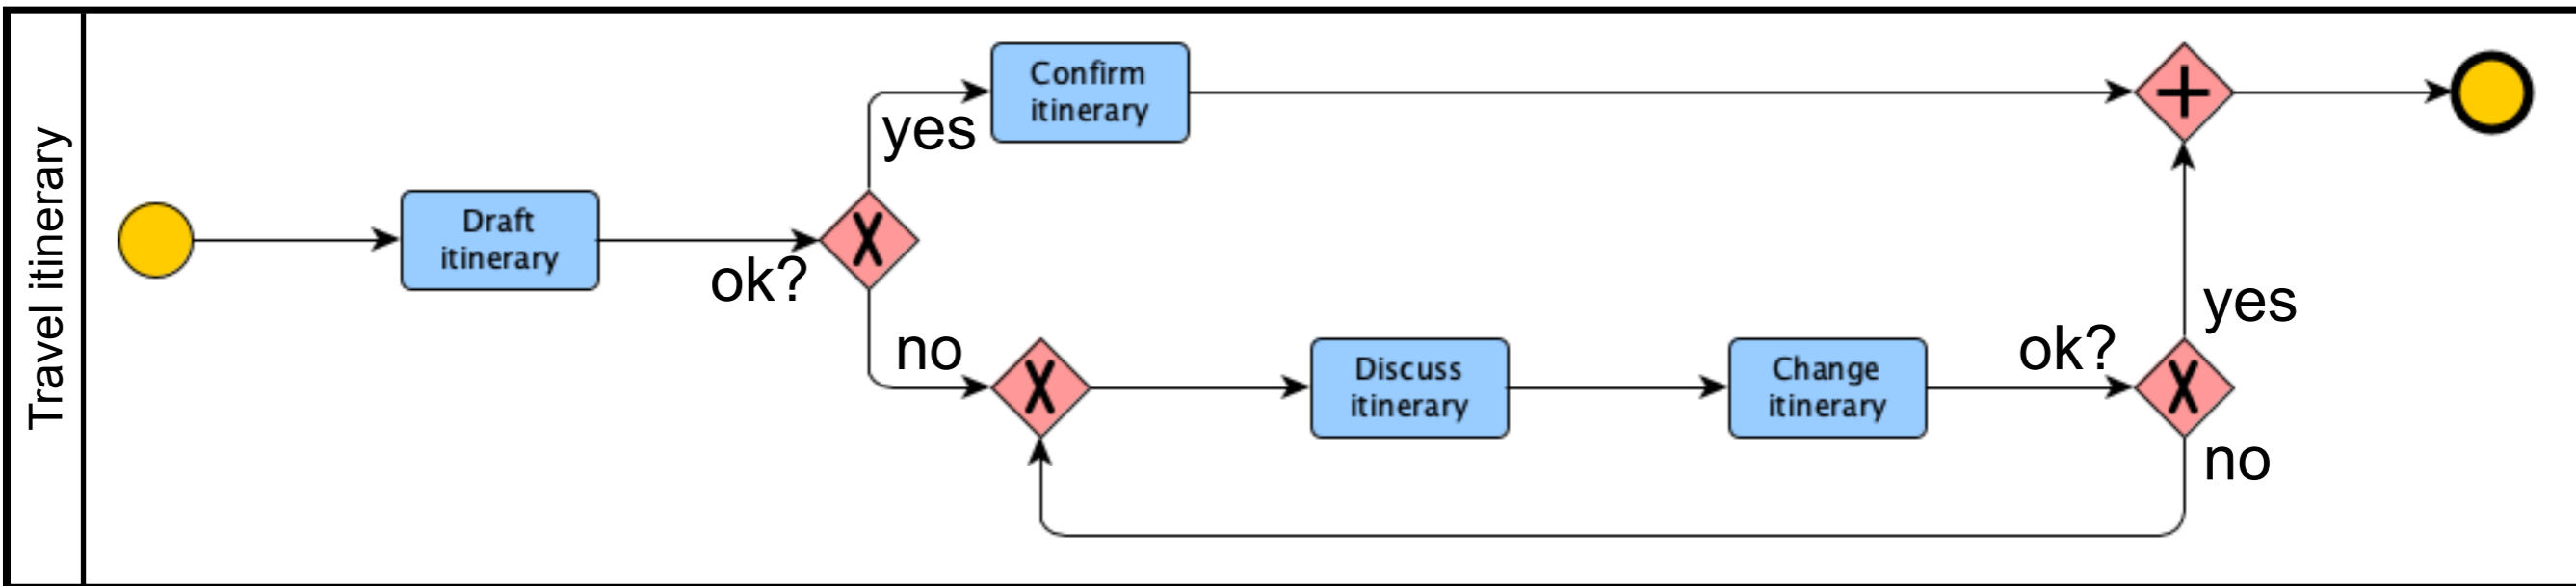 Travel itinerary
Draft
itinerary
ok?
yes
Confirm
itinerary
no
Discuss
itinerary
Change
itinerary
ok?
yes
no